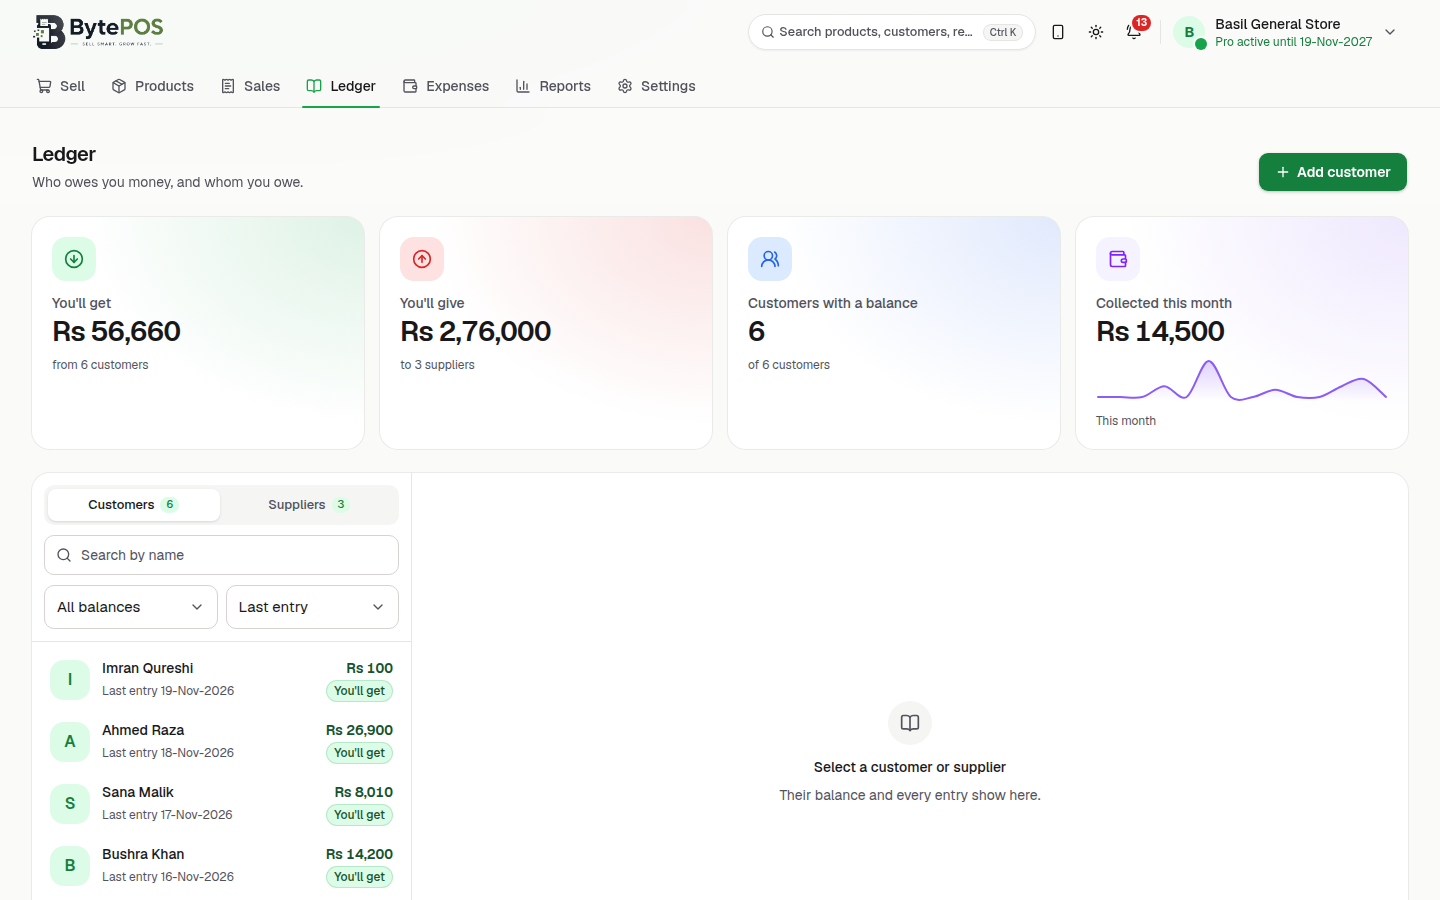 BytePOS
SELL SMART. GROW FAST.
Search products, customers, re...
Ctrl K
13
B
Basil General Store
Pro active until 19-Nov-2027
Sell
Products
Sales
Ledger
Expenses
Reports
Settings
Ledger
Who owes you money, and whom you owe.
Add customer
You'll get
Rs 56,660
from 6 customers
You'll give
Rs 2,76,000
to 3 suppliers
Customers with a balance
6
of 6 customers
Collected this month
Rs 14,500
This month
Customers 6
Suppliers 3
Search by name
All balances
Last entry
I
Imran Qureshi
Rs 100
Last entry 19-Nov-2026
You'll get
A
Ahmed Raza
Rs 26,900
Last entry 18-Nov-2026
You'll get
S
Sana Malik
Rs 8,010
Last entry 17-Nov-2026
You'll get
B
Bushra Khan
Rs 14,200
Last entry 16-Nov-2026
You'll get
Select a customer or supplier
Their balance and every entry show here.